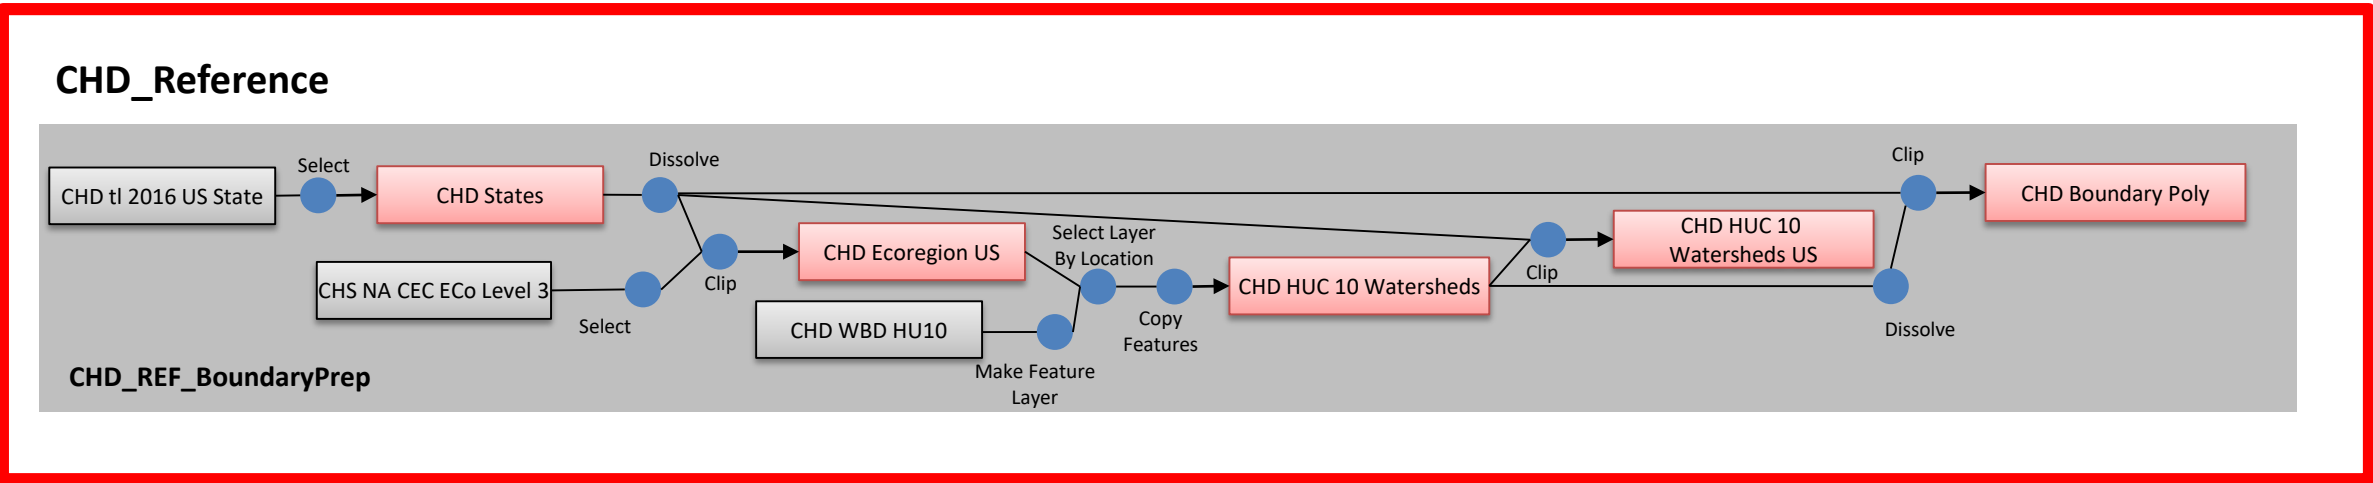 CHD_Reference
Select
Dissolve
Clip
CHD tl 2016 US State
CHD States
CHD Boundary Poly
CHD HUC 10
Watersheds US
Select Layer
By Location
CHD Ecoregion US
Clip
Clip
CHS NA CEC ECo Level 3
CHD HUC 10 Watersheds
Select
CHD WBD HU10
Copy
Features
Dissolve
Make Feature
Layer
CHD_REF_BoundaryPrep